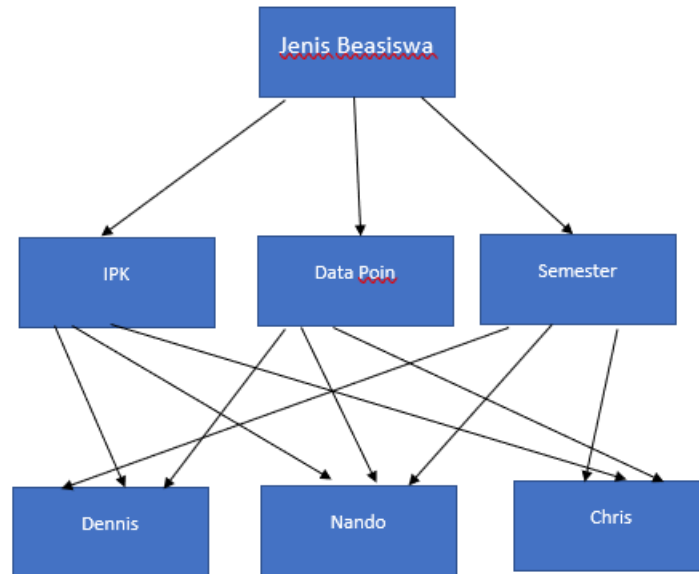 Jenis Beasiswa
IPK
Data Poin
Semester
Dennis
Nando
Chris